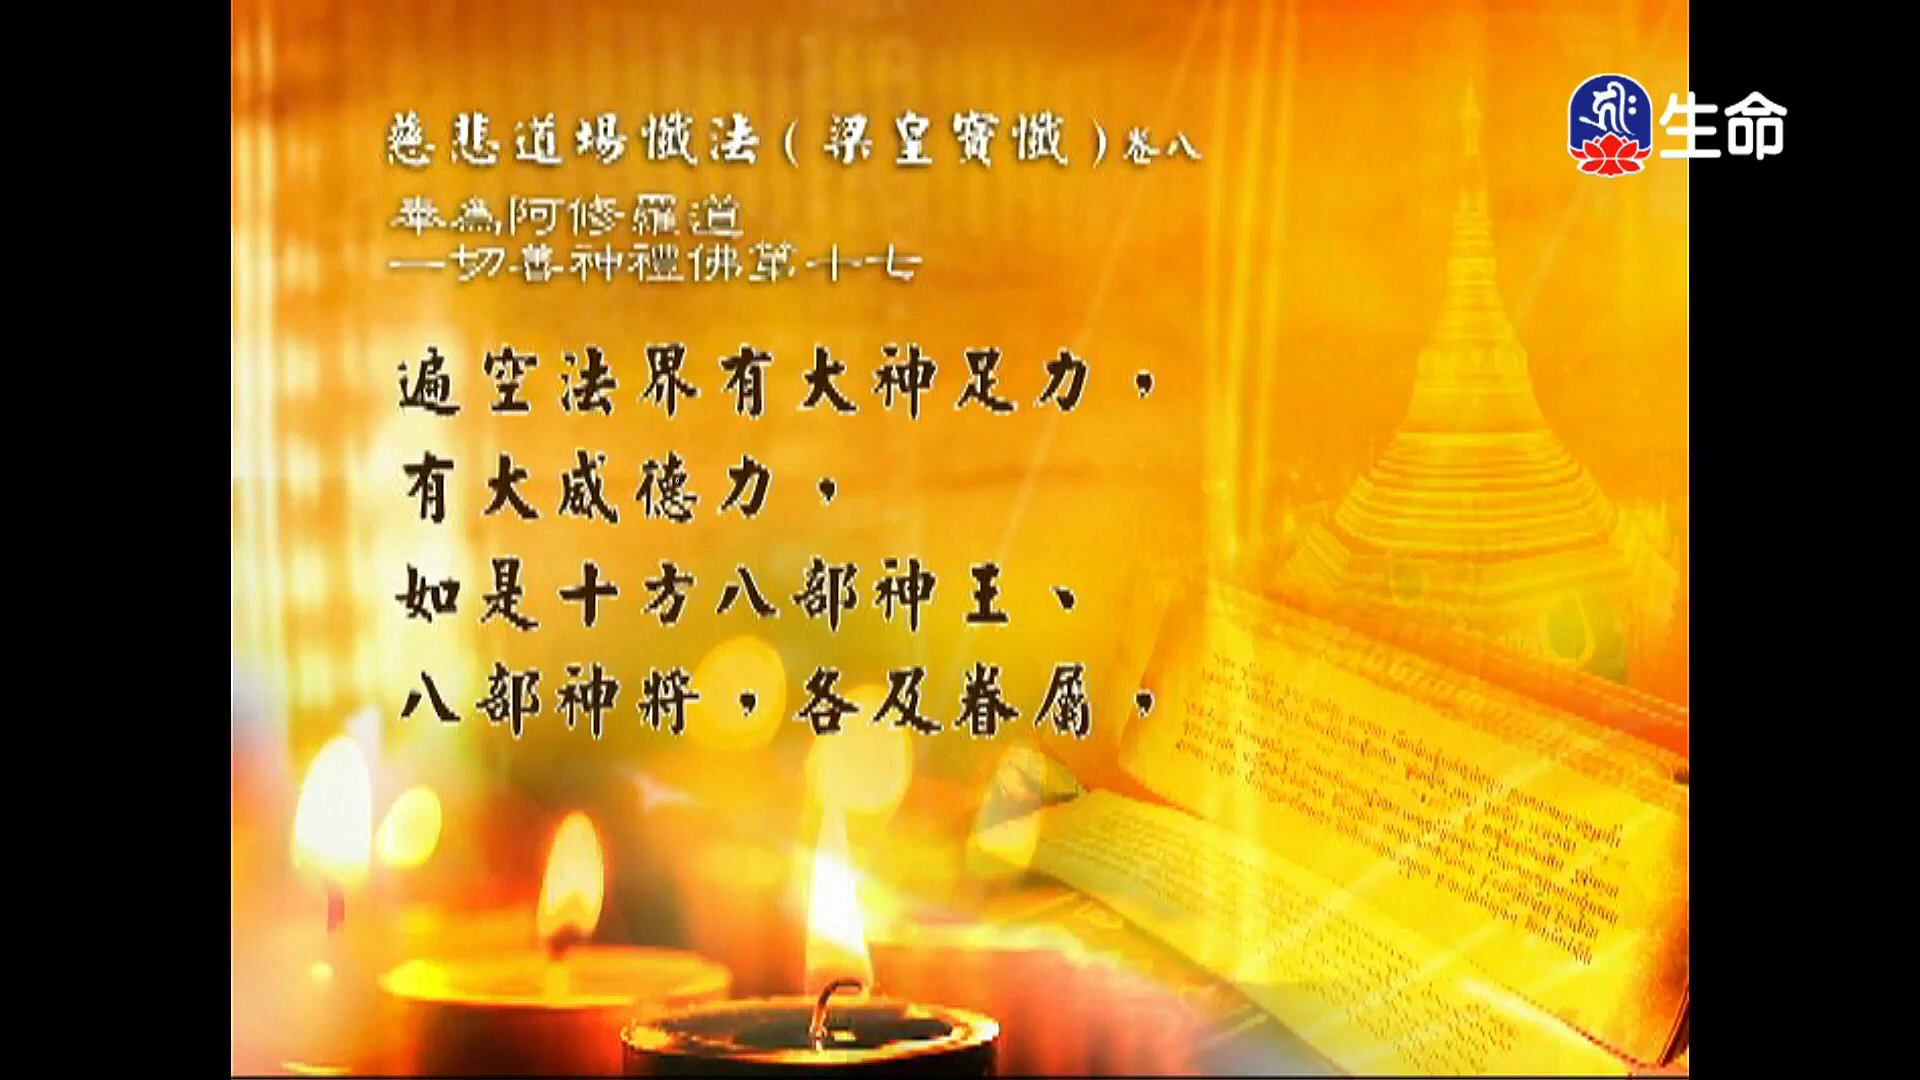 慈悲道場懺法(梁皇寶懺)卷八
生命
奉為阿修羅道
一切善神禮佛第十七
遍空法界有大神足力，
有大威德力，
如是十方八部神王、
八部神將，各及眷屬，